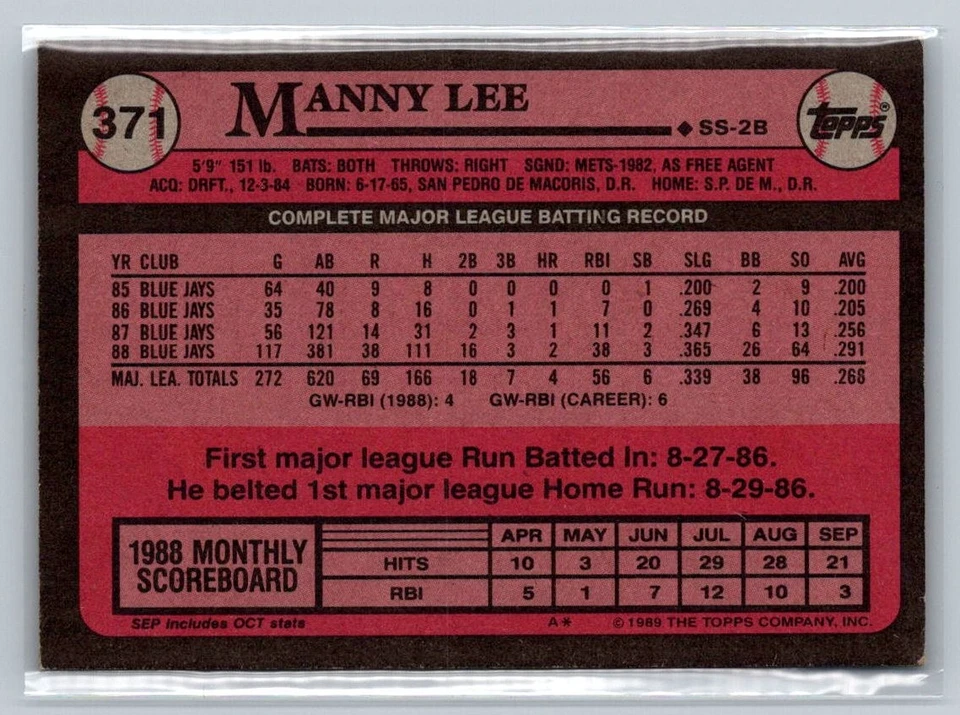 371 MANNY LEE ◆ SS-2B Topps®
5'9" 151 lb. BATS: BOTH THROWS: RIGHT SGND: METS-1982, AS FREE AGENT
ACQ: DRFT., 12-3-84 BORN: 6-17-65, SAN PEDRO DE MACORIS, D.R. HOME: S.P. DE M., D.R.
COMPLETE MAJOR LEAGUE BATTING RECORD
YR CLUB G AB R H 2B 3B HR RBI SB SLG BB SO AVG
85 BLUE JAYS 64 40 9 8 0 0 0 0 1 .200 2 9 .200
86 BLUE JAYS 35 78 8 16 0 1 1 7 0 .269 4 10 .205
87 BLUE JAYS 56 121 14 31 2 3 1 11 2 .347 6 13 .256
88 BLUE JAYS 117 381 38 111 16 3 2 38 3 .365 26 64 .291
MAJ. LEA. TOTALS 272 620 69 166 18 7 4 56 6 .339 38 96 .268
GW-RBI (1988): 4 GW-RBI (CAREER): 6
First major league Run Batted In: 8-27-86.
He belted 1st major league Home Run: 8-29-86.
1988 MONTHLY
SCOREBOARD
APR MAY JUN JUL AUG SEP
HITS 10 3 20 29 28 21
RBI 5 1 7 12 10 3
SEP includes OCT stats A* © 1989 THE TOPPS COMPANY, INC.